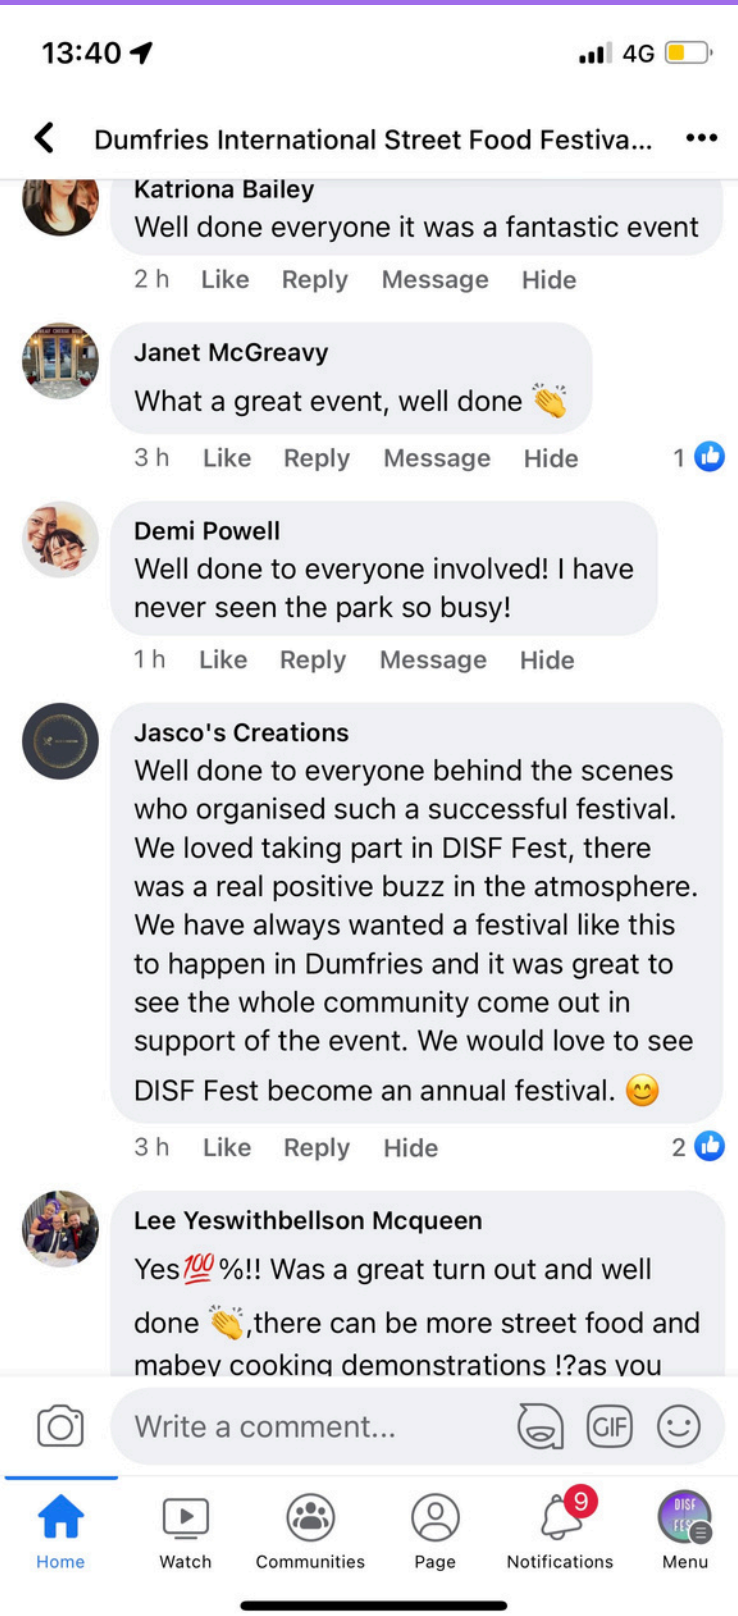 13:40
4G
Dumfries International Street Food Festiva...
Katriona Bailey
Well done everyone it was a fantastic event
2 h Like Reply Message Hide
Janet McGreavy
What a great event, well done 👏
3 h Like Reply Message Hide 1
Demi Powell
Well done to everyone involved! I have
never seen the park so busy!
1 h Like Reply Message Hide
Jasco's Creations
Well done to everyone behind the scenes
who organised such a successful festival.
We loved taking part in DISF Fest, there
was a real positive buzz in the atmosphere.
We have always wanted a festival like this
to happen in Dumfries and it was great to
see the whole community come out in
support of the event. We would love to see
DISF Fest become an annual festival. 😊
3 h Like Reply Hide 2
Lee Yeswithbellson Mcqueen
Yes💯%!! Was a great turn out and well
done 👏,there can be more street food and
mabey cooking demonstrations !?as you
Write a comment...
GIF
9
DISF
Home Watch Communities Page Notifications Menu